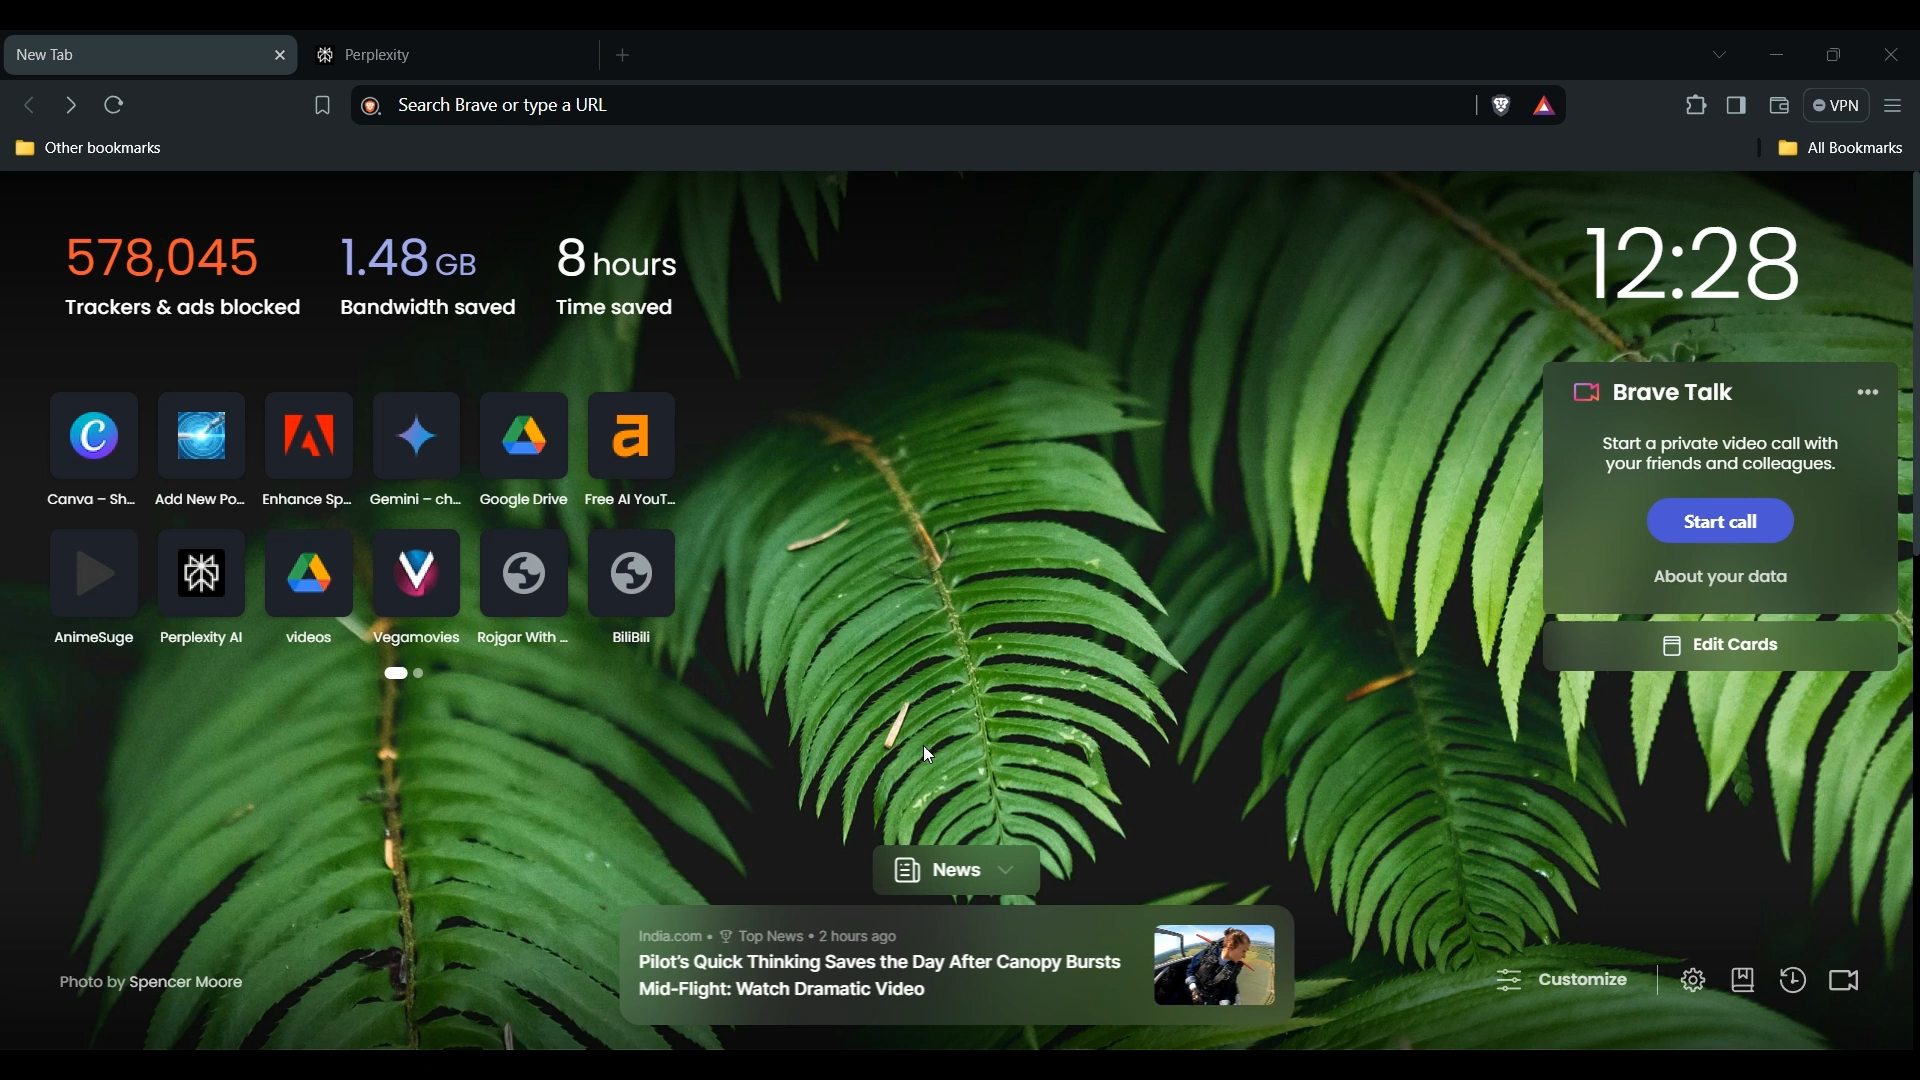 New Tab
Perplexity
Search Brave or type a URL
VPN
Other bookmarks
All Bookmarks
578,045
Trackers & ads blocked
1.48 GB
Bandwidth saved
8 hours
Time saved
12:28
Canva – Sh...
Add New Po...
Enhance Sp...
Gemini – ch...
Google Drive
Free AI YouT...
AnimeSuge
Perplexity AI
videos
Vegamovies
Rojgar With ...
BiliBili
Brave Talk
Start a private video call with
your friends and colleagues.
Start call
About your data
Edit Cards
News
India.com • Top News • 2 hours ago
Pilot's Quick Thinking Saves the Day After Canopy Bursts
Mid-Flight: Watch Dramatic Video
Photo by Spencer Moore
Customize